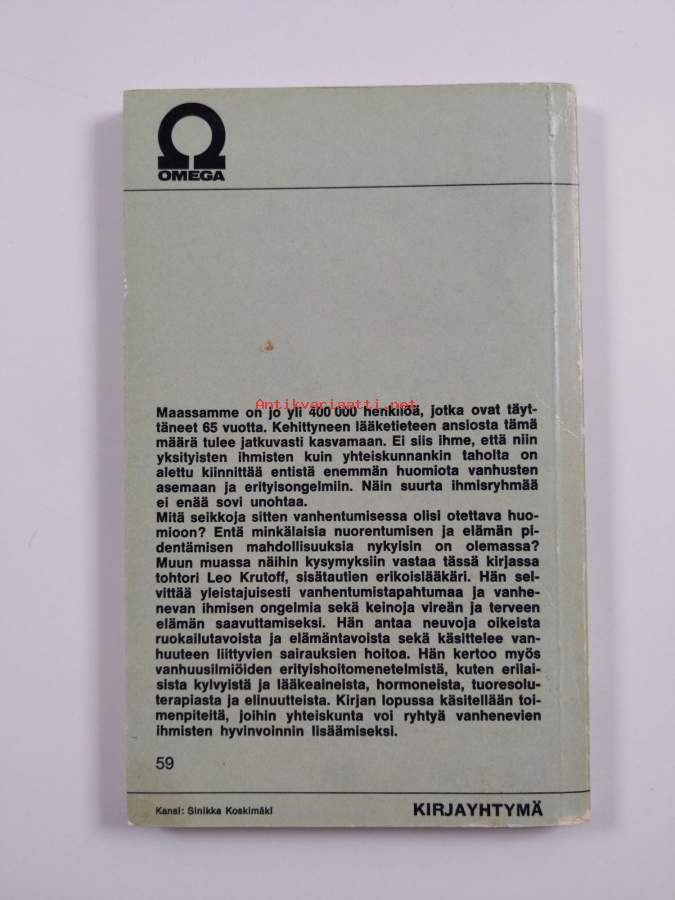 OMEGA
Antikvariaatti.net
Maassamme on jo yli 400 000 henkilöä, jotka ovat täyt-
täneet 65 vuotta. Kehittyneen lääketieteen ansiosta tämä
määrä tulee jatkuvasti kasvamaan. Ei siis ihme, että niin
yksityisten ihmisten kuin yhteiskunnankin taholta on
alettu kiinnittää entistä enemmän huomiota vanhusten
asemaan ja erityisongelmiin. Näin suurta ihmisryhmää
ei enää sovi unohtaa.
Mitä seikkoja sitten vanhentumisessa olisi otettava huo-
mioon? Entä minkälaisia nuorentumisen ja elämän pi-
dentämisen mahdollisuuksia nykyisin on olemassa?
Muun muassa näihin kysymyksiin vastaa tässä kirjassa
tohtori Leo Krutoff, sisätautien erikoislääkäri. Hän sel-
vittää yleistajuisesti vanhentumistapahtumaa ja vanhe-
nevan ihmisen ongelmia sekä keinoja vireän ja terveen
elämän saavuttamiseksi. Hän antaa neuvoja oikeista
ruokailutavoista ja elämäntavoista sekä käsittelee van-
huuteen liittyvien sairauksien hoitoa. Hän kertoo myös
vanhuusilmiöiden erityishoitomenetelmistä, kuten erilai-
sista kylvyistä ja lääkeaineista, hormoneista, tuoresolu-
terapiasta ja elinuutteista. Kirjan lopussa käsitellään toi-
menpiteitä, joihin yhteiskunta voi ryhtyä vanhenevien
ihmisten hyvinvoinnin lisäämiseksi.
59
Kansi: Sinikka Koskimäki
KIRJAYHTYMÄ